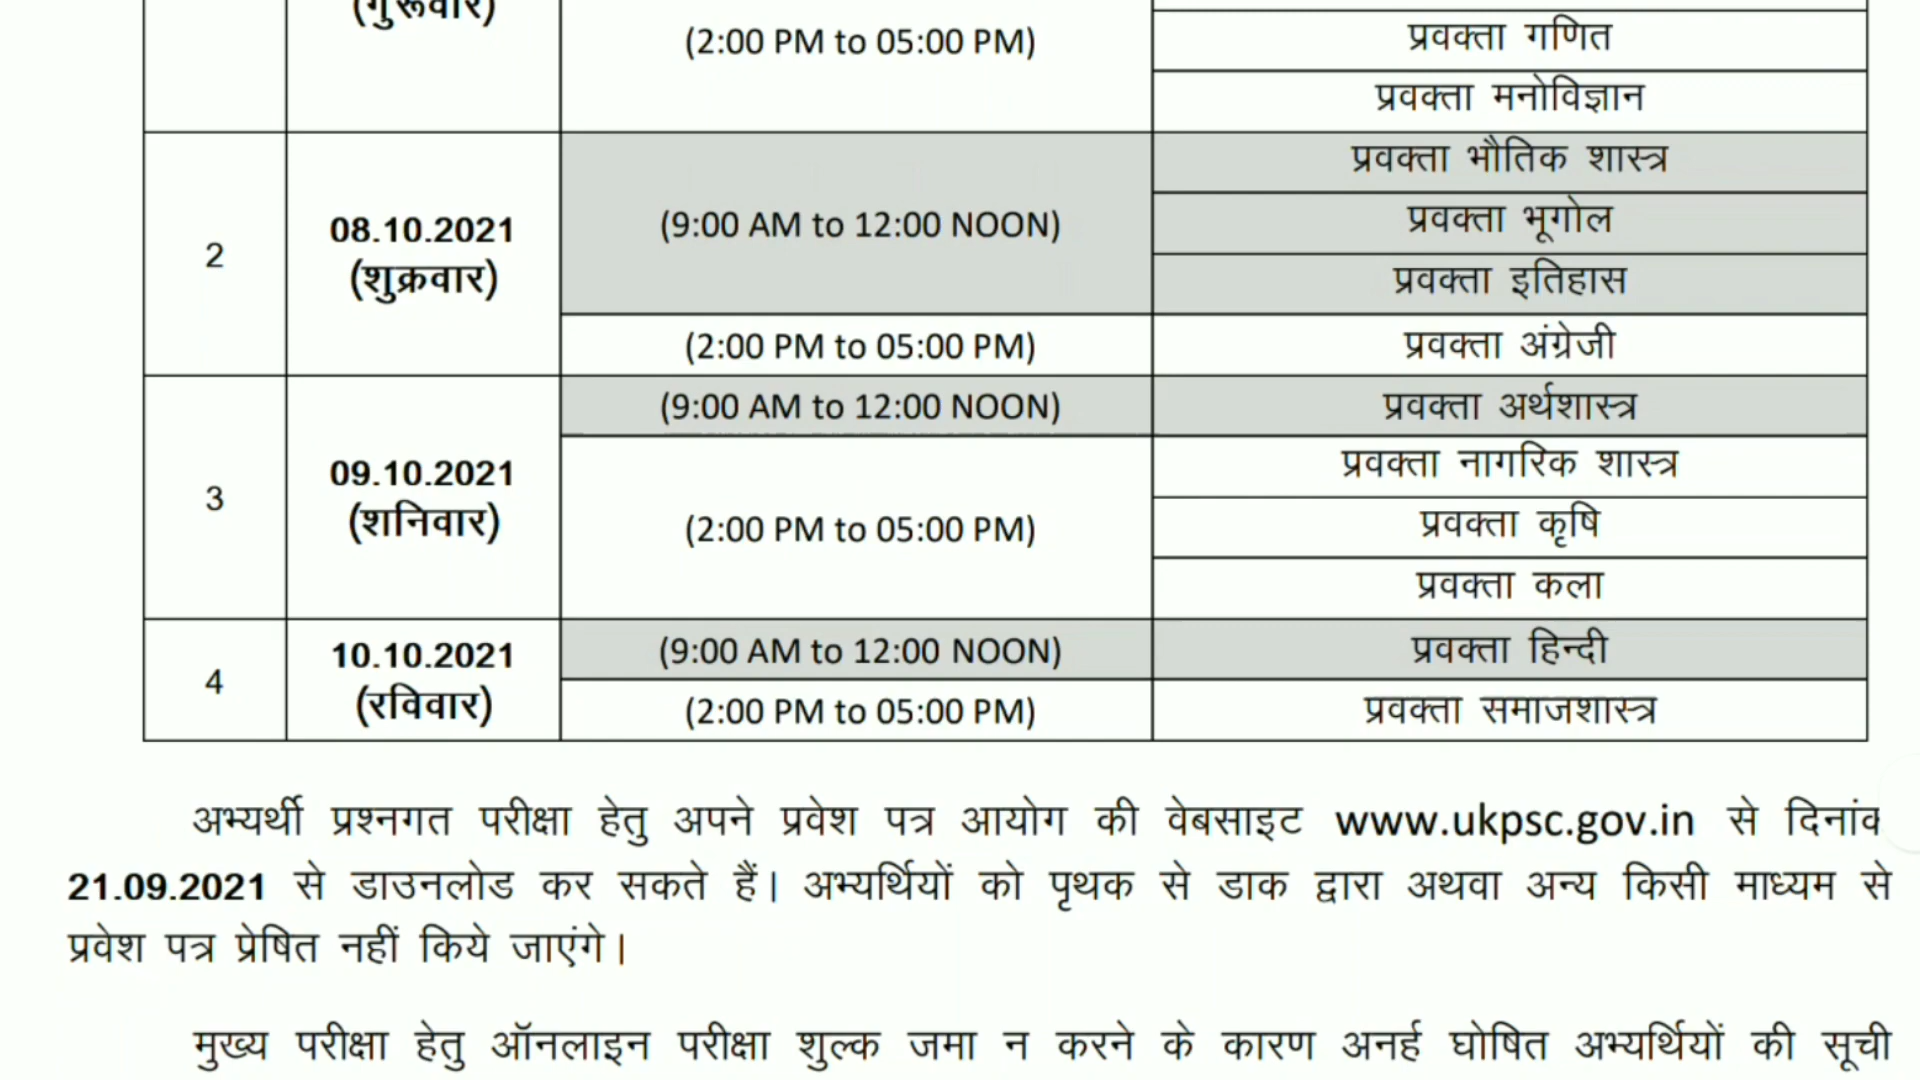 (गुरूवार)
(2:00 PM to 05:00 PM)
प्रवक्ता गणित
प्रवक्ता मनोविज्ञान
2
08.10.2021
(शुक्रवार)
(9:00 AM to 12:00 NOON)
प्रवक्ता भौतिक शास्त्र
प्रवक्ता भूगोल
प्रवक्ता इतिहास
(2:00 PM to 05:00 PM)
प्रवक्ता अंग्रेजी
3
09.10.2021
(शनिवार)
(9:00 AM to 12:00 NOON)
प्रवक्ता अर्थशास्त्र
(2:00 PM to 05:00 PM)
प्रवक्ता नागरिक शास्त्र
प्रवक्ता कृषि
प्रवक्ता कला
4
10.10.2021
(रविवार)
(9:00 AM to 12:00 NOON)
प्रवक्ता हिन्दी
(2:00 PM to 05:00 PM)
प्रवक्ता समाजशास्त्र
अभ्यर्थी प्रश्नगत परीक्षा हेतु अपने प्रवेश पत्र आयोग की वेबसाइट www.ukpsc.gov.in से दिनांक
21.09.2021 से डाउनलोड कर सकते हैं। अभ्यर्थियों को पृथक से डाक द्वारा अथवा अन्य किसी माध्यम से
प्रवेश पत्र प्रेषित नहीं किये जाएंगे।
मुख्य परीक्षा हेतु ऑनलाइन परीक्षा शुल्क जमा न करने के कारण अनर्ह घोषित अभ्यर्थियों की सूची